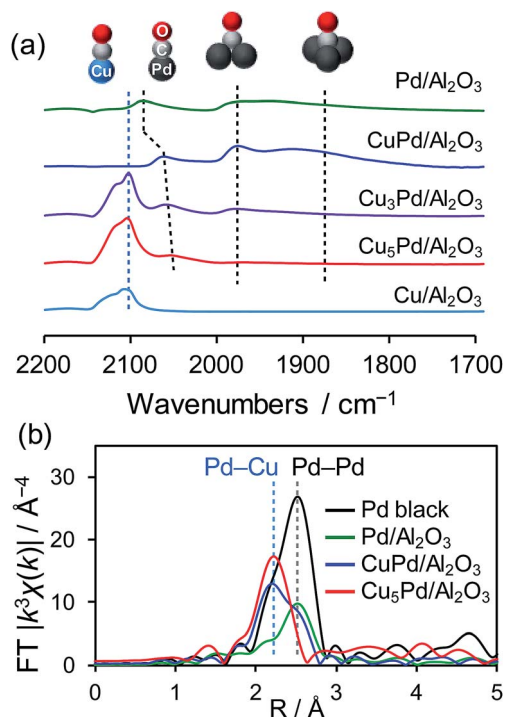 (a)
O
C
Cu
Pd
Pd/Al₂O₃
CuPd/Al₂O₃
Cu₃Pd/Al₂O₃
Cu₅Pd/Al₂O₃
Cu/Al₂O₃
2200 2100 2000 1900 1800 1700
Wavenumbers / cm⁻¹
(b)
Pd–Cu Pd–Pd
30
20
10
0
FT |k³χ(k)| / Å⁻⁴
Pd black
Pd/Al₂O₃
CuPd/Al₂O₃
Cu₅Pd/Al₂O₃
0 1 2 3 4 5
R / Å